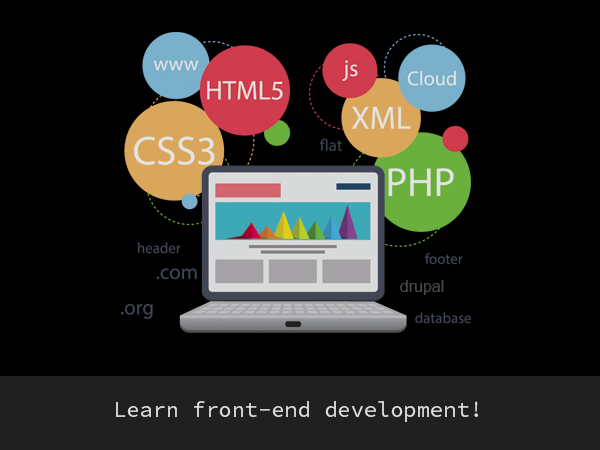 www
HTML5
CSS3
js
Cloud
XML
flat
PHP
header
.com
.org
footer
drupal
database
Learn front-end development!